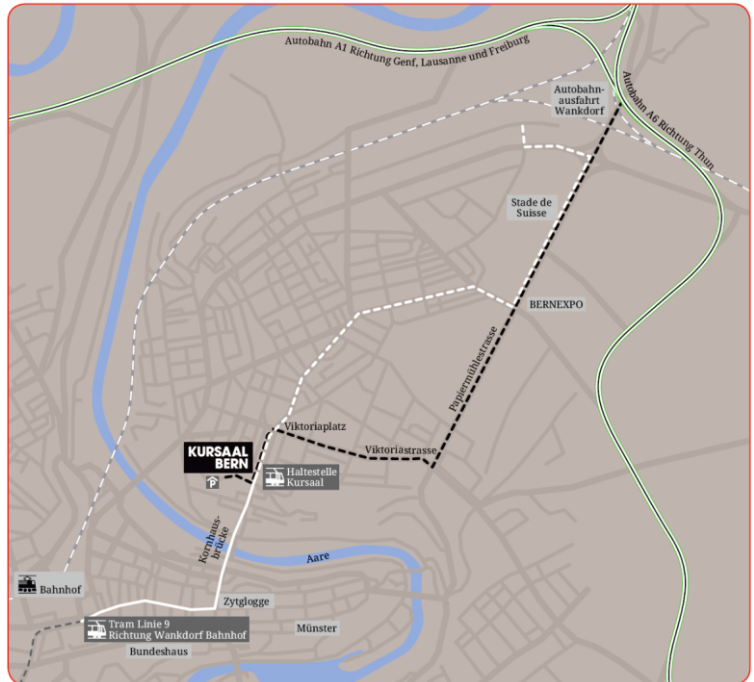 Autobahn A1 Richtung Genf, Lausanne und Freiburg
Autobahn-
ausfahrt
Wankdorf
Autobahn A6 Richtung Thun
Stade de
Suisse
BERNEXPO
Papiermühlestrasse
Viktoriaplatz
Viktoriastrasse
KURSAAL
BERN
P
Haltestelle
Kursaal
Kornhaus-
brücke
Aare
Bahnhof
Zytglogge
Tram Linie 9
Richtung Wankdorf Bahnhof
Münster
Bundeshaus